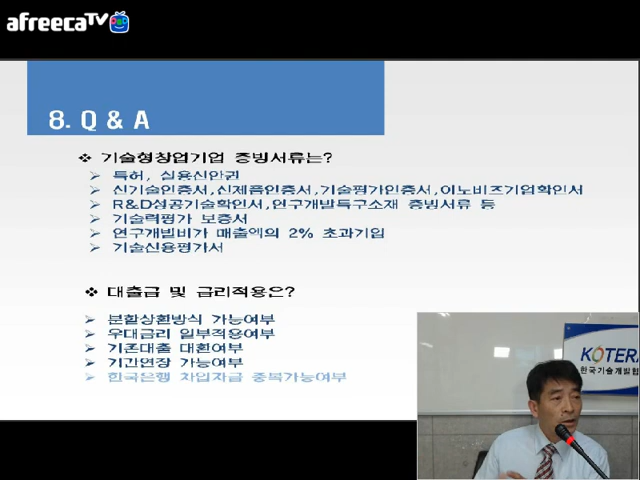 afreecaTV
8. Q & A
❖ 기술형창업기업 증빙서류는?
➢ 특허, 실용신안권
➢ 신기술인증서,신제품인증서,기술평가인증서,이노비즈기업확인서
➢ R&D성공기술확인서,연구개발특구소재 증빙서류 등
➢ 기술력평가 보증서
➢ 연구개발비가 매출액의 2% 초과기업
➢ 기술신용평가서
❖ 대출금 및 금리적용은?
➢ 분할상환방식 가능여부
➢ 우대금리 일부적용여부
➢ 기존대출 대환여부
➢ 기간연장 가능여부
➢ 한국은행 차입자금 중복가능여부
KOTERA
한국기술개발협